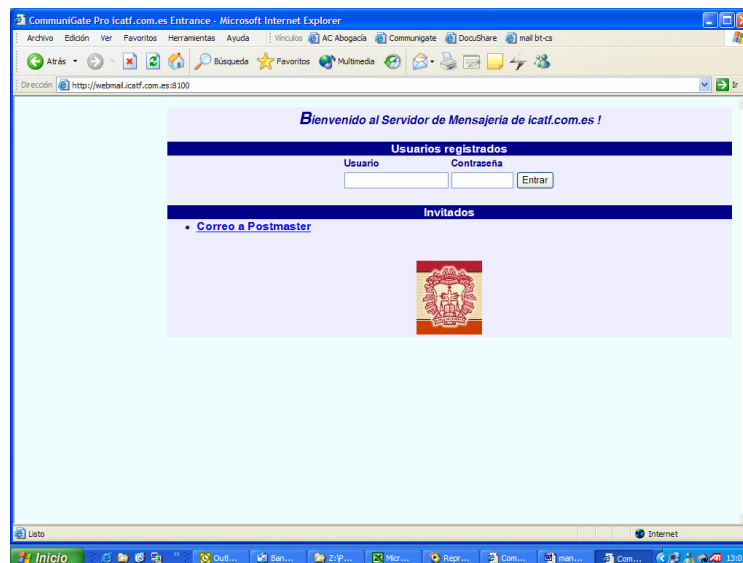 CommuniGate Pro icatf.com.es Entrance - Microsoft Internet Explorer
Archivo Edición Ver Favoritos Herramientas Ayuda Vínculos AC Abogacía Communigate DocuShare mail bt-cs
Atrás Búsqueda Favoritos Multimedia
Dirección http://webmail.icatf.com.es:8100 Ir
Bienvenido al Servidor de Mensajeria de icatf.com.es !
Usuarios registrados
Usuario Contraseña
Entrar
Invitados
Correo a Postmaster
Listo Internet
Inicio Outl... Ban... Z:\P... Micr... Repr... Com... man... Com... 13:0